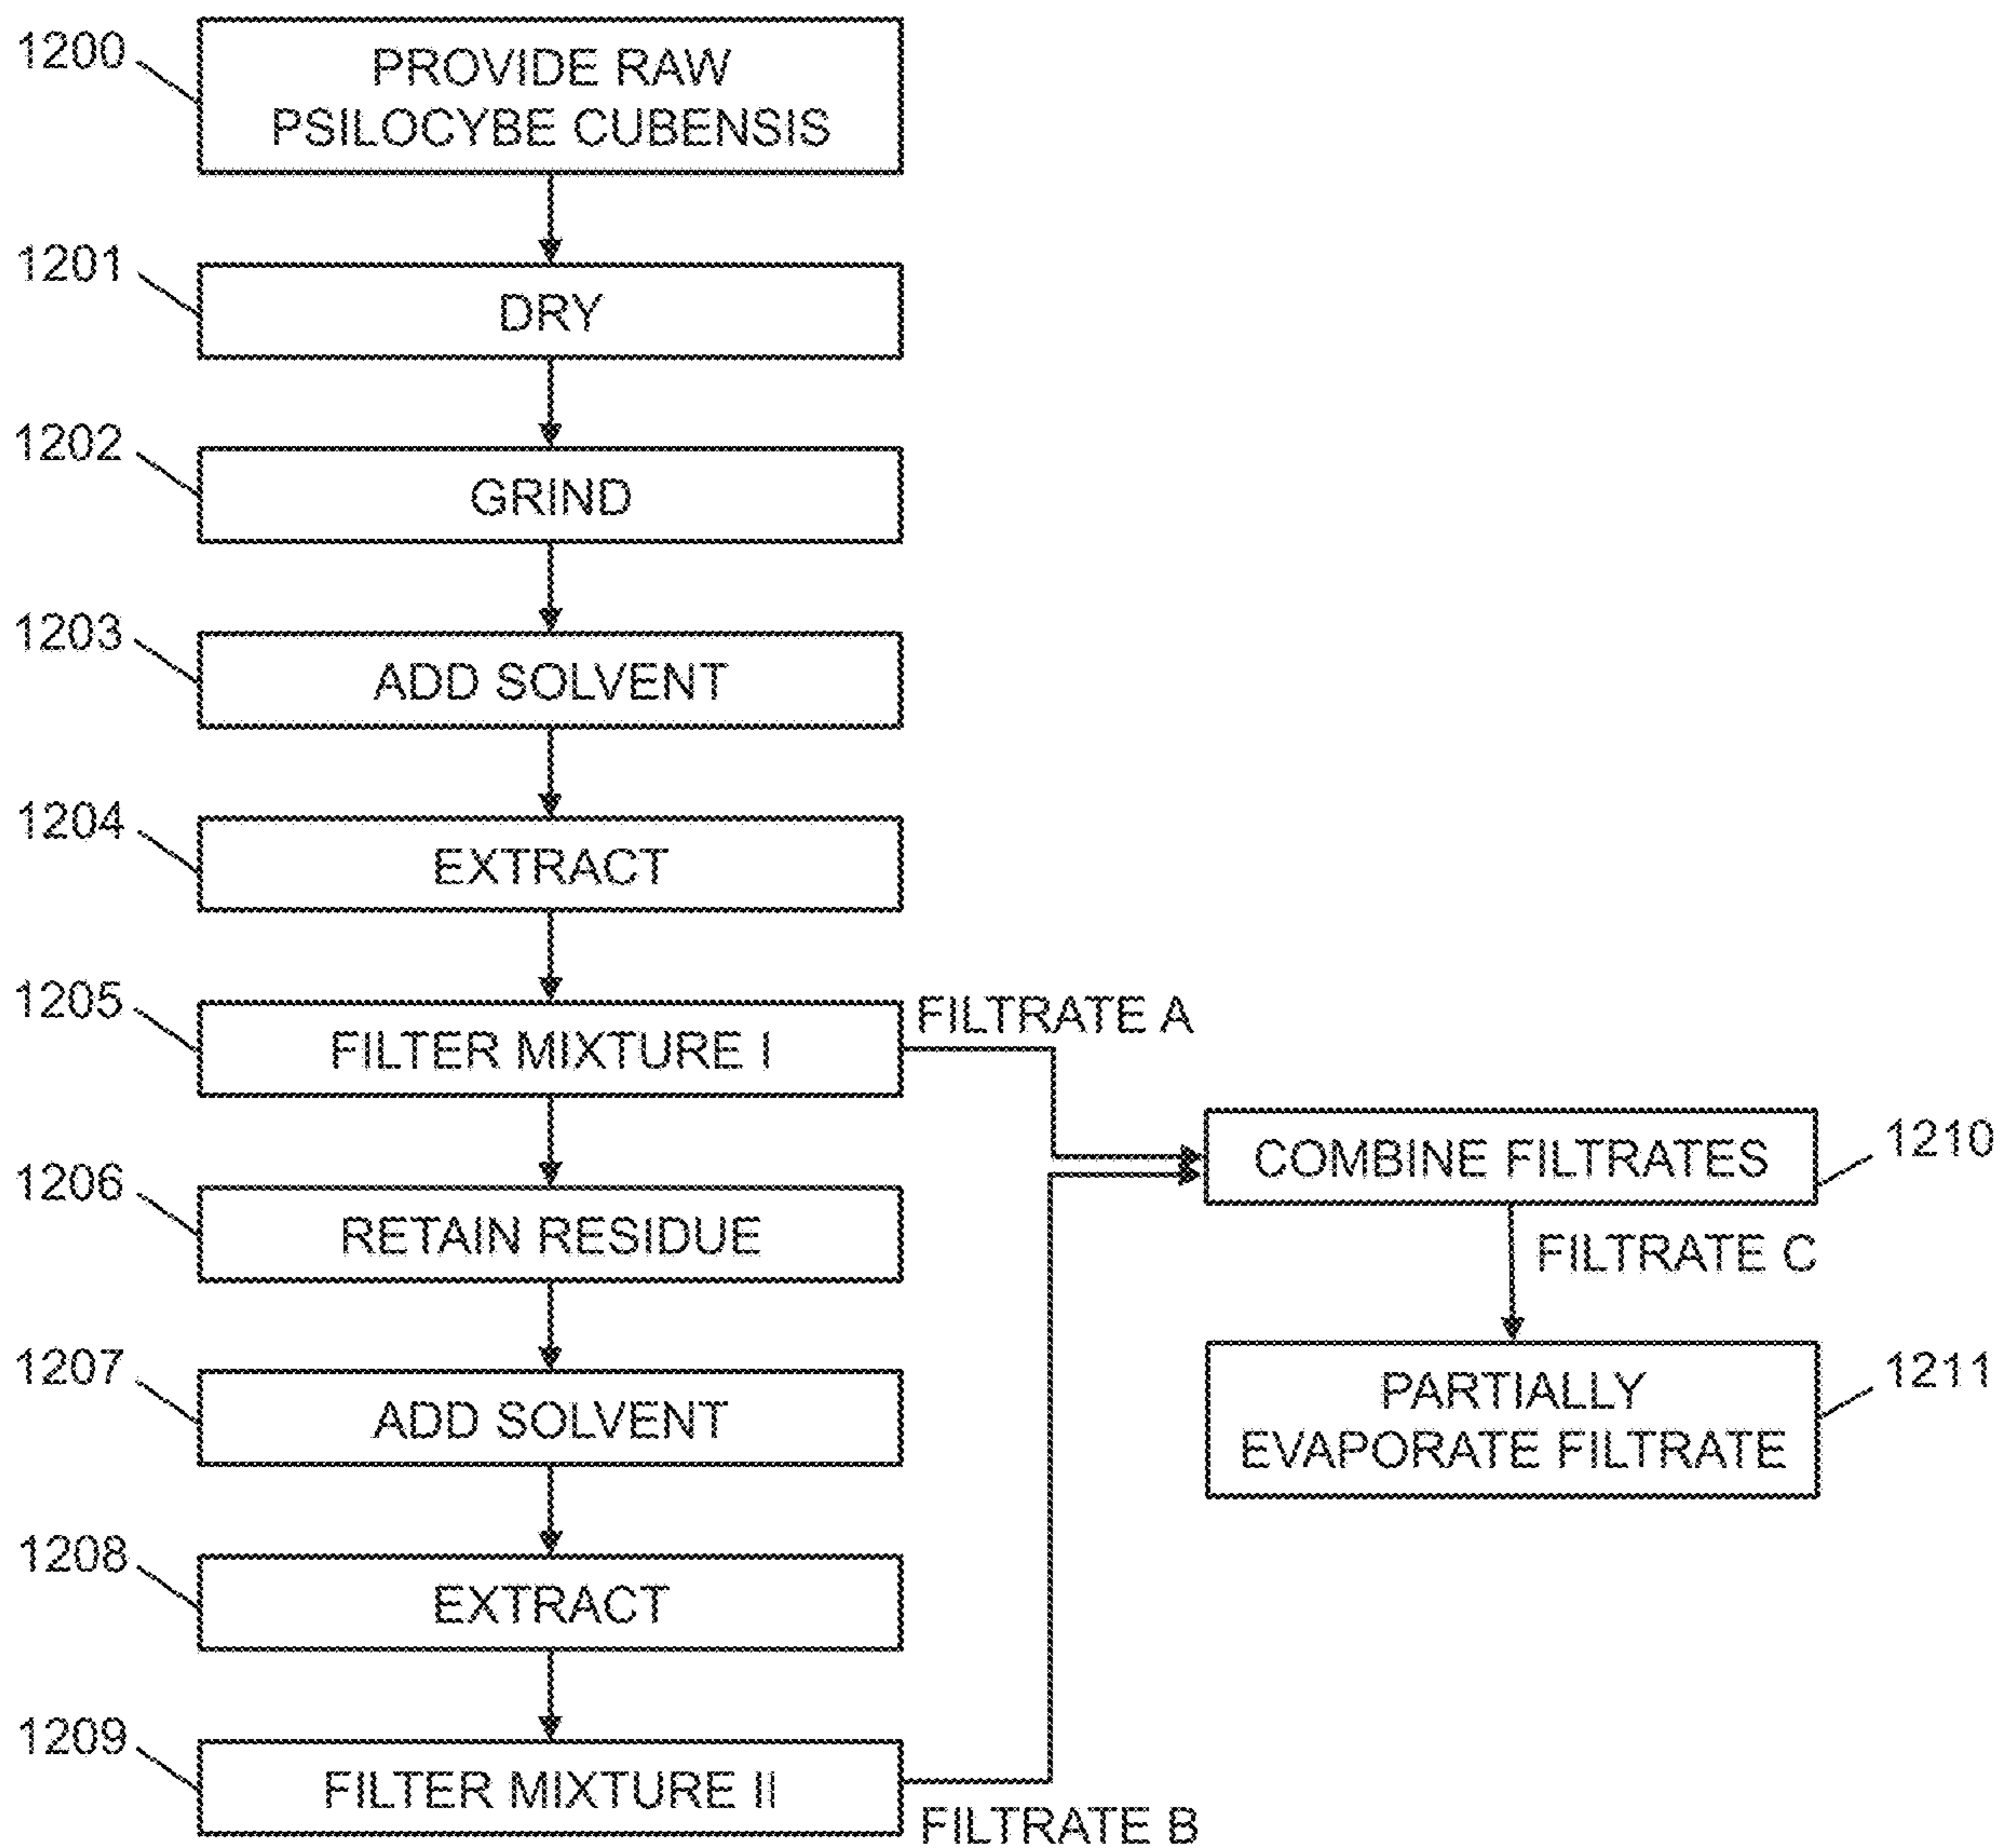 1200
PROVIDE RAW
PSILOCYBE CUBENSIS
1201
DRY
1202
GRIND
1203
ADD SOLVENT
1204
EXTRACT
1205
FILTER MIXTURE I
FILTRATE A
1206
RETAIN RESIDUE
1207
ADD SOLVENT
1208
EXTRACT
1209
FILTER MIXTURE II
FILTRATE B
COMBINE FILTRATES
1210
FILTRATE C
PARTIALLY
EVAPORATE FILTRATE
1211